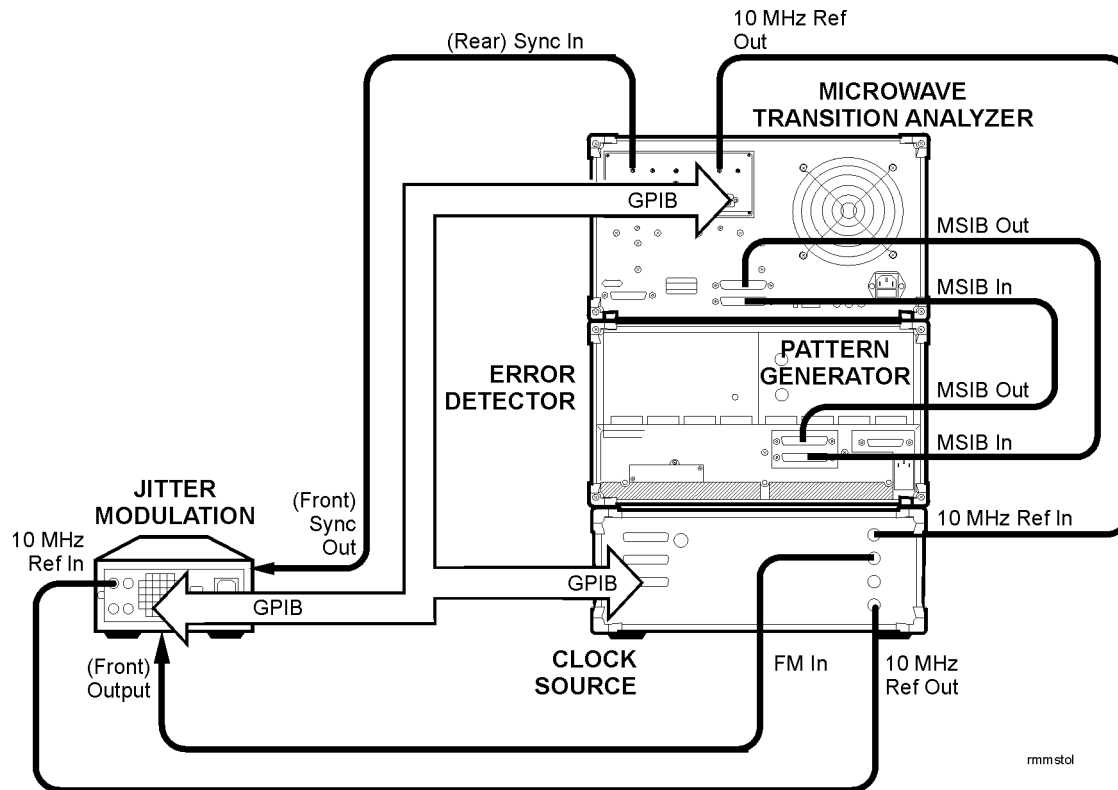 10 MHz Ref
Out
(Rear) Sync In
MICROWAVE
TRANSITION ANALYZER
GPIB
MSIB Out
MSIB In
PATTERN
GENERATOR
ERROR
DETECTOR
MSIB Out
MSIB In
JITTER
MODULATION
(Front)
Sync
Out
10 MHz
Ref In
10 MHz Ref In
GPIB
GPIB
(Front)
Output
CLOCK
SOURCE
FM In
10 MHz
Ref Out
rmmstol